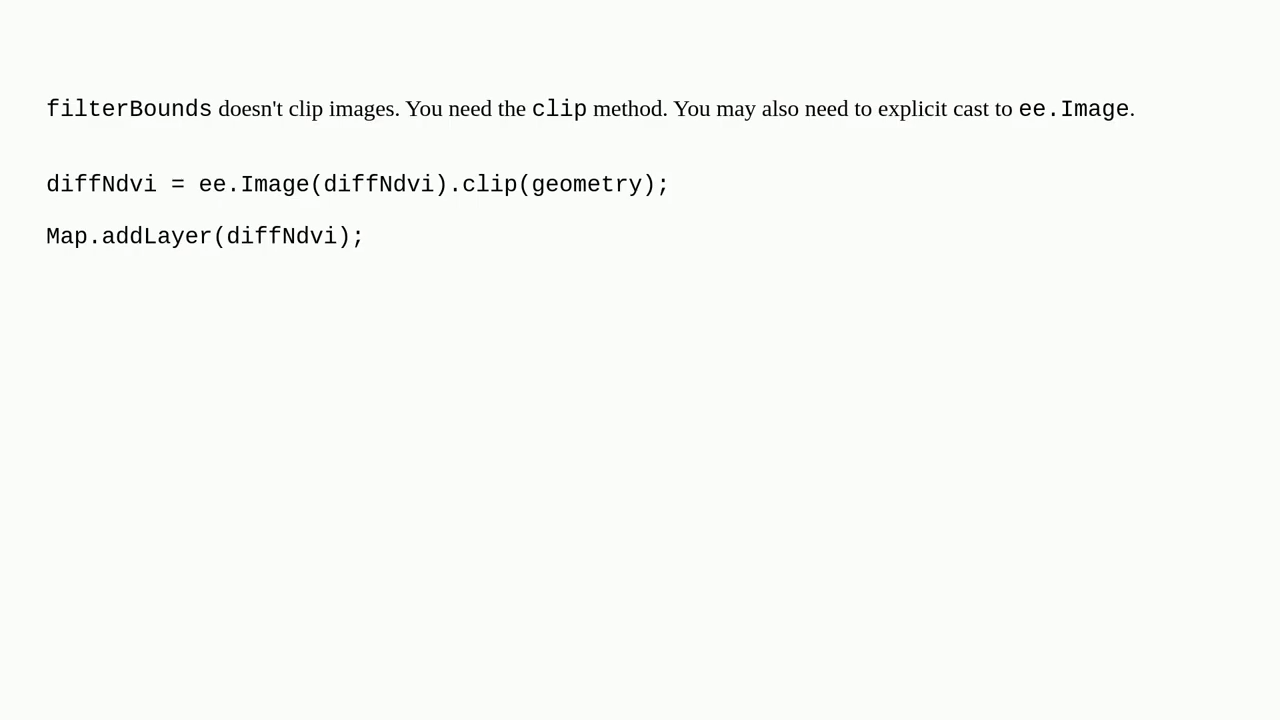 filterBounds doesn't clip images. You need the clip method. You may also need to explicit cast to ee.Image.
diffNdvi = ee.Image(diffNdvi).clip(geometry);
Map.addLayer(diffNdvi);